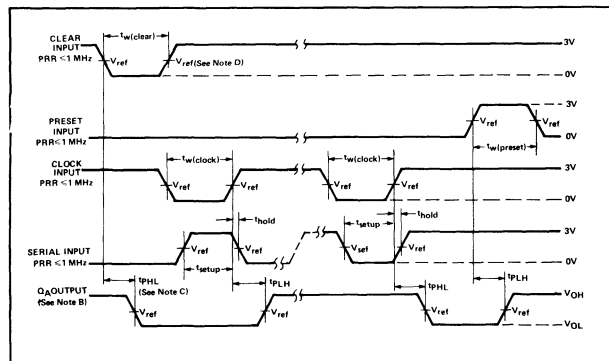 CLEAR
INPUT
PRR ≤1 MHz
tw(clear)
Vref
Vref(See Note D)
3V
0V
PRESET
INPUT
PRR ≤1 MHz
3V
Vref
Vref
0V
tw(preset)
CLOCK
INPUT
PRR ≤1 MHz
tw(clock)
tw(clock)
3V
Vref
Vref
Vref
Vref
0V
thold
thold
SERIAL INPUT
PRR ≤1 MHz
tsetup
tsetup
3V
Vref
Vref
Vsef
Vref
0V
tPHL
(See Note C)
tPLH
tPHL
tPLH
QAOUTPUT
(See Note B)
VOH
Vref
Vref
Vref
Vref
VOL